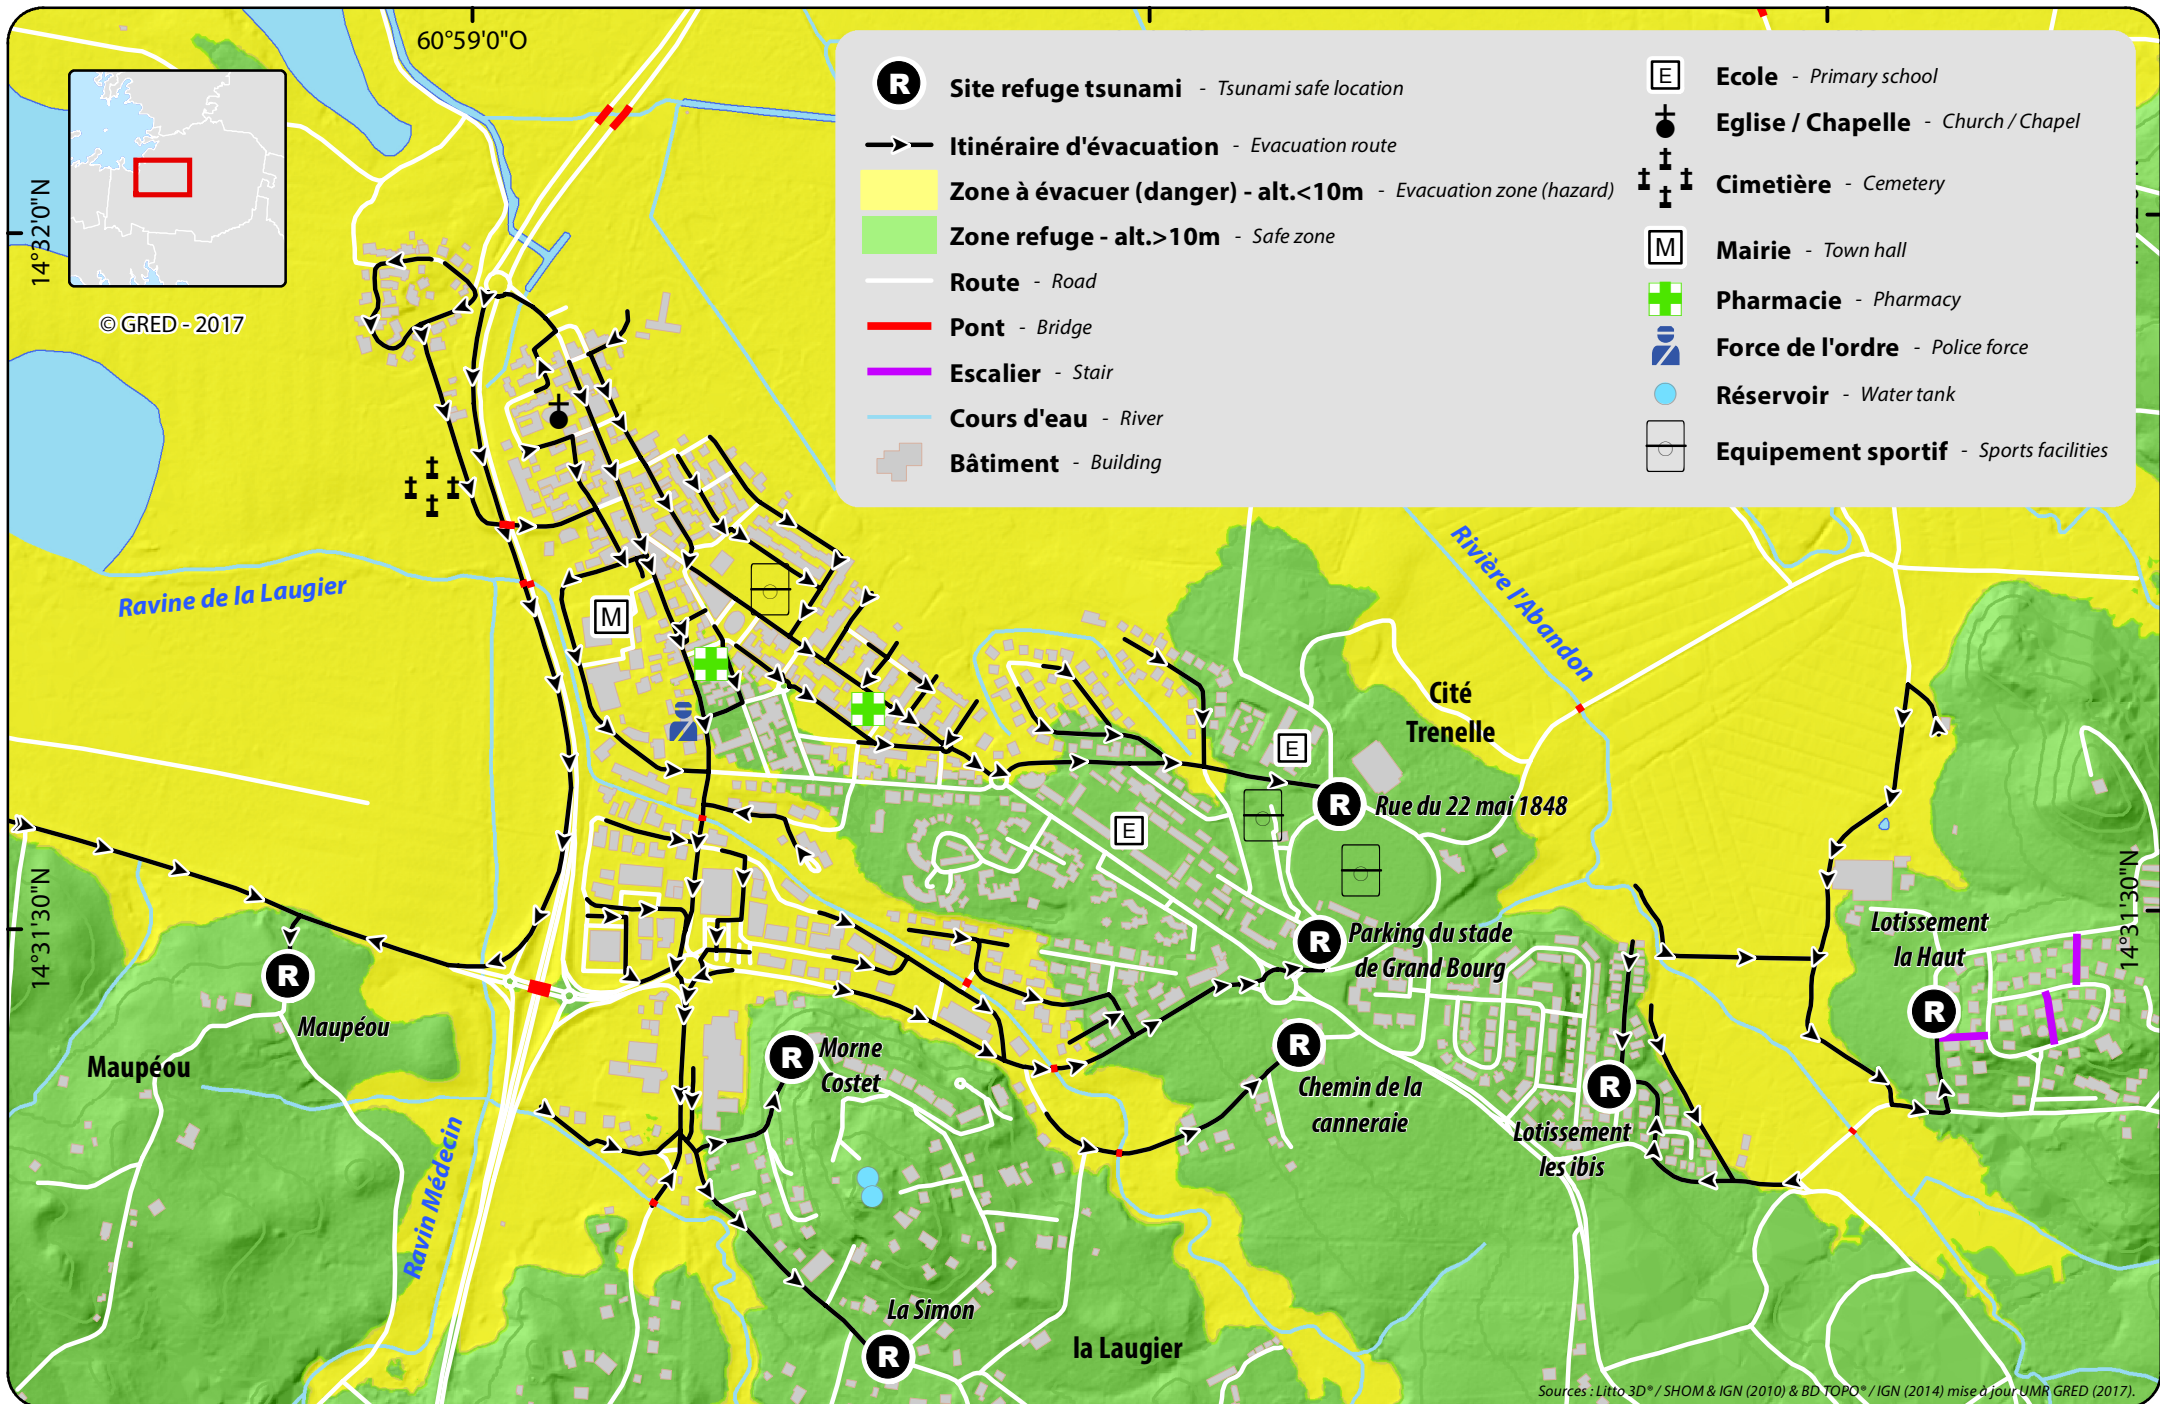 60°59'0"O
14°32'0"N
© GRED - 2017
R Site refuge tsunami - Tsunami safe location
Itinéraire d'évacuation - Evacuation route
Zone à évacuer (danger) - alt.<10m - Evacuation zone (hazard)
Zone refuge - alt.>10m - Safe zone
Route - Road
Pont - Bridge
Escalier - Stair
Cours d'eau - River
Bâtiment - Building
E Ecole - Primary school
Eglise / Chapelle - Church / Chapel
Cimetière - Cemetery
M Mairie - Town hall
Pharmacie - Pharmacy
Force de l'ordre - Police force
Réservoir - Water tank
Equipement sportif - Sports facilities
Ravine de la Laugier
M
Rivière l'Abandon
Cité
Trenelle
E
R Rue du 22 mai 1848
E
14°31'30"N
14°31'30"N
R
Maupéou
Maupéou
R Parking du stade
de Grand Bourg
Lotissement
la Haut
R
R Morne
Costet
R
Chemin de la
canneraie
R
Lotissement
les ibis
Ravin Médecin
La Simon
R
la Laugier
Sources : Litto 3D® / SHOM & IGN (2010) & BD TOPO® / IGN (2014) mise à jour UMR GRED (2017).